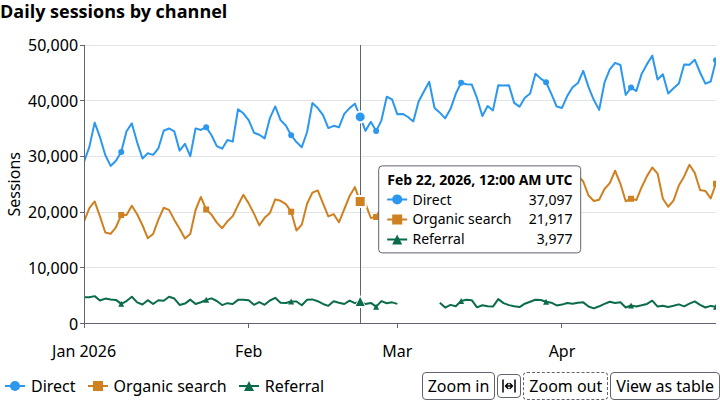 Daily sessions by channel
50,000
40,000
30,000
20,000
10,000
0
Sessions
Feb 22, 2026, 12:00 AM UTC
Direct 37,097
Organic search 21,917
Referral 3,977
Jan 2026 Feb Mar Apr
Direct Organic search Referral
Zoom in Zoom out View as table